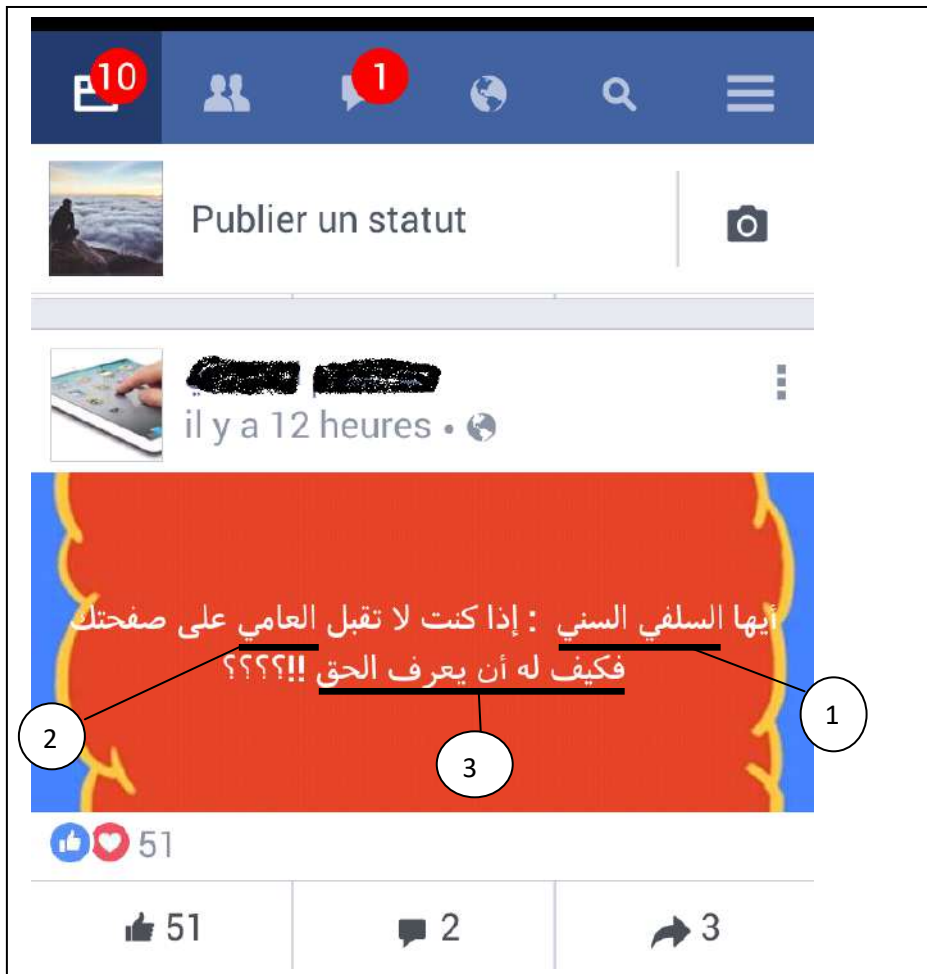 10
1
Publier un statut
il y a 12 heures
أيها السلفي السني : إذا كنت لا تقبل العامي على صفحتك
فكيف له أن يعرف الحق !!؟؟؟؟
2
3
1
51
51
2
3